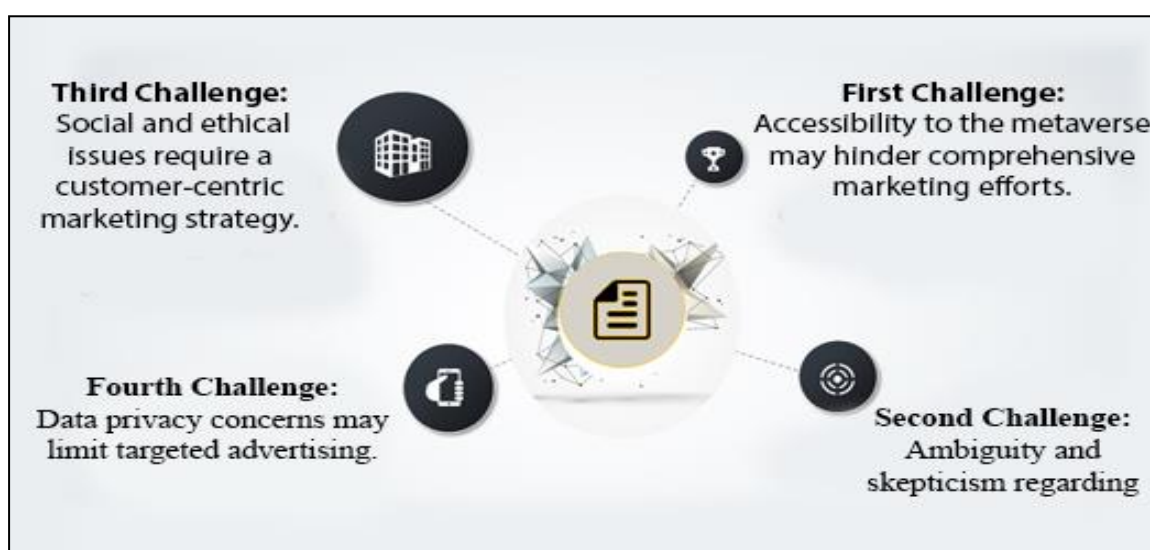 Third Challenge:
Social and ethical
issues require a
customer-centric
marketing strategy.
First Challenge:
Accessibility to the metaverse
may hinder comprehensive
marketing efforts.
Fourth Challenge:
Data privacy concerns may
limit targeted advertising.
Second Challenge:
Ambiguity and
skepticism regarding